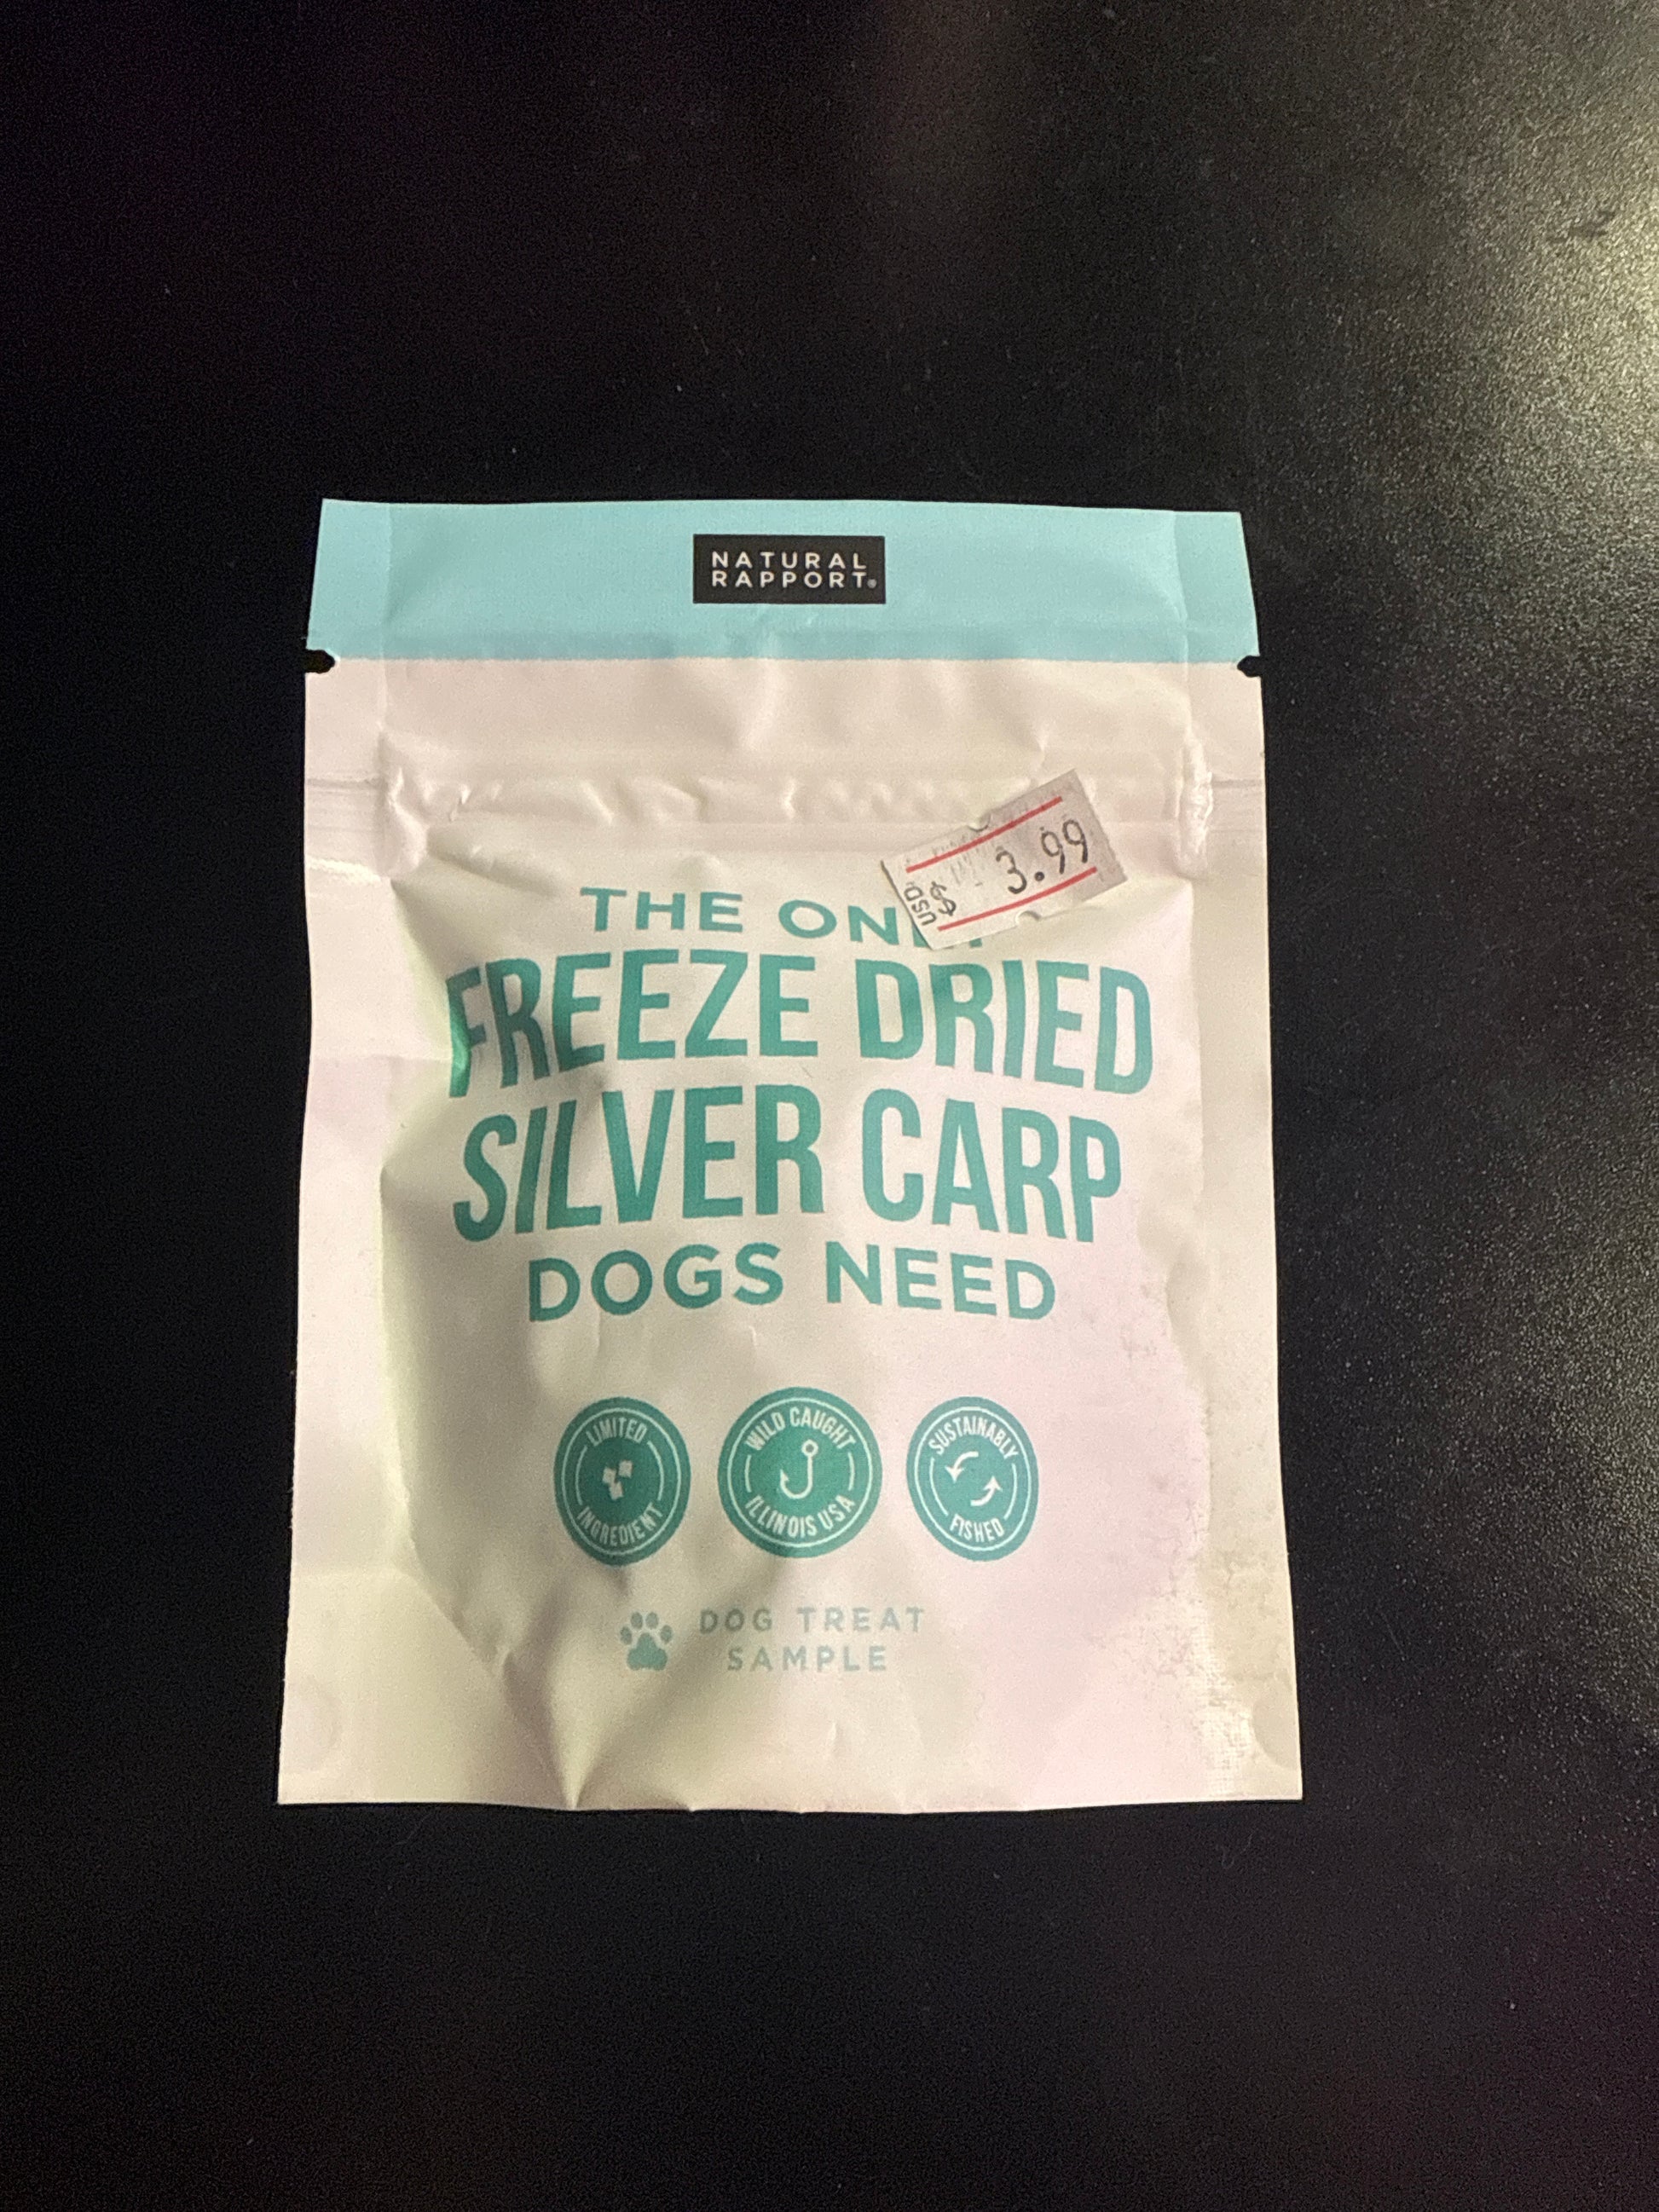 NATURAL
RAPPORT®
$ 3.99
USD
THE
FREEZE DRIED
SILVER CARP
DOGS NEED
LIMITED
INGREDIENT
WILD CAUGHT
ILLINOIS USA
SUSTAINABLY
FISHED
DOG TREAT
SAMPLE